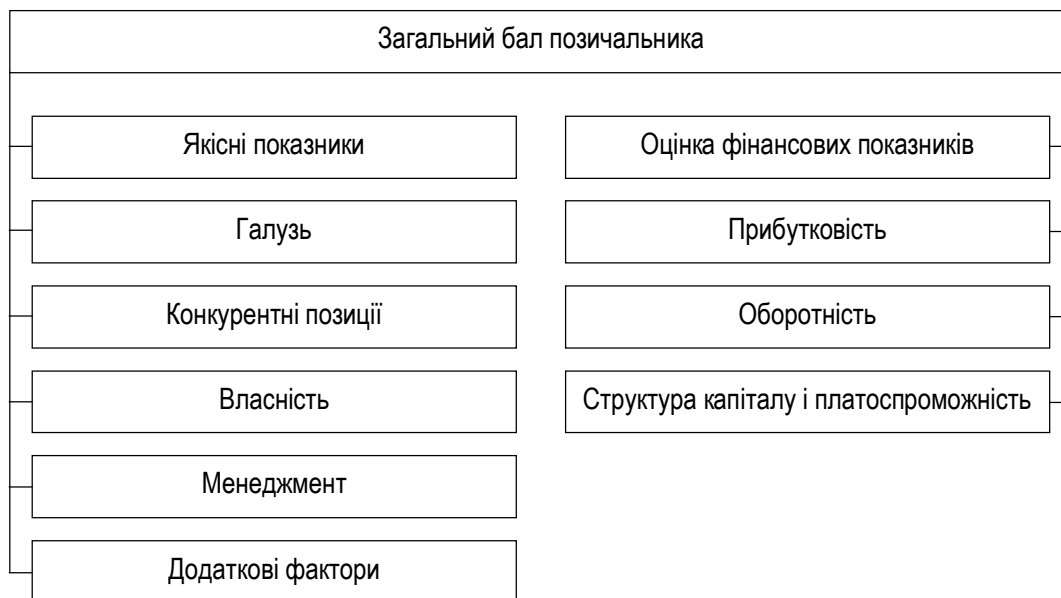 Загальний бал позичальника
Якісні показники
Галузь
Конкурентні позиції
Власність
Менеджмент
Додаткові фактори
Оцінка фінансових показників
Прибутковість
Оборотність
Структура капіталу і платоспроможність